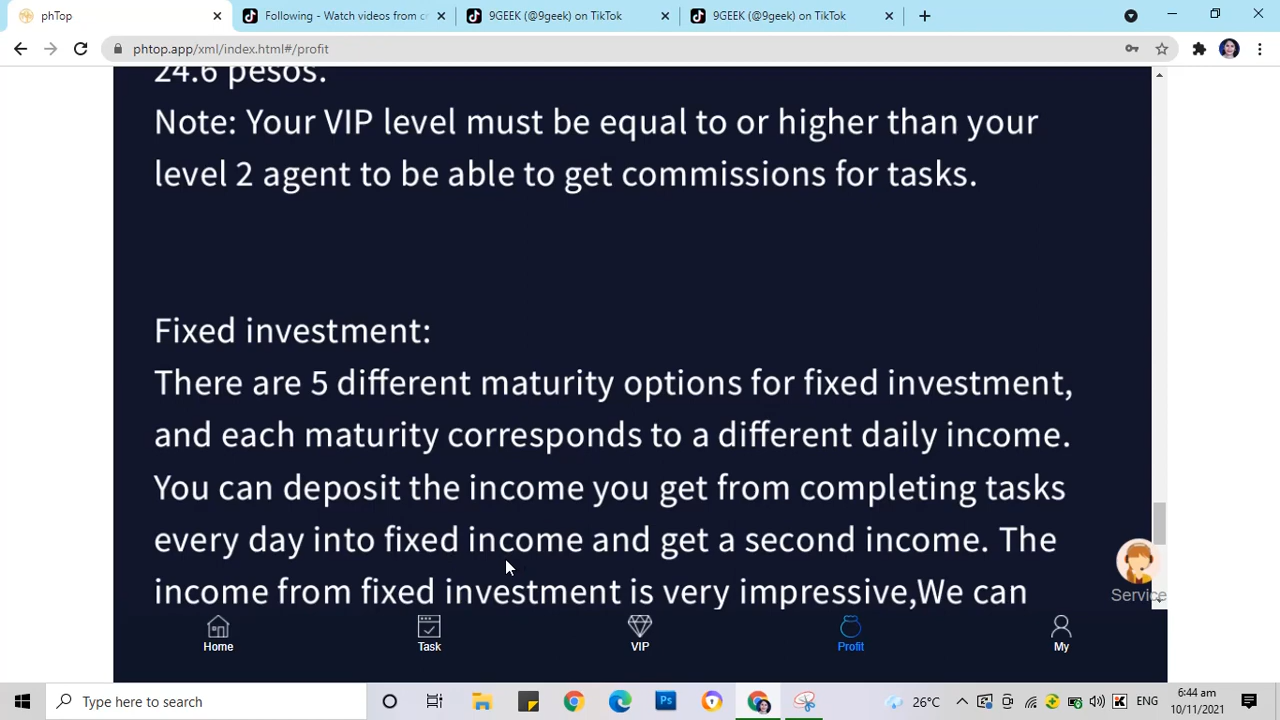 phTop
Following - Watch videos from cr
9GEEK (@9geek) on TikTok
9GEEK (@9geek) on TikTok
phtop.app/xml/index.html#/profit
24.6 pesos.
Note: Your VIP level must be equal to or higher than your
level 2 agent to be able to get commissions for tasks.
Fixed investment:
There are 5 different maturity options for fixed investment,
and each maturity corresponds to a different daily income.
You can deposit the income you get from completing tasks
every day into fixed income and get a second income. The
income from fixed investment is very impressive,We can
Service
Home
Task
VIP
Profit
My
Type here to search
Ps
26°C
ENG
6:44 am
10/11/2021